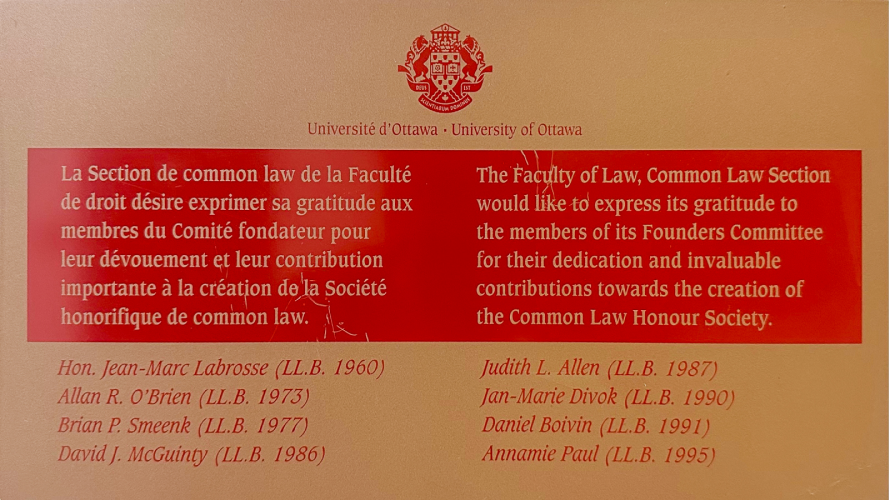 DEUS EST
SCIENTIARUM DOMINUS
Université d'Ottawa · University of Ottawa
La Section de common law de la Faculté
de droit désire exprimer sa gratitude aux
membres du Comité fondateur pour
leur dévouement et leur contribution
importante à la création de la Société
honorifique de common law.
The Faculty of Law, Common Law Section
would like to express its gratitude to
the members of its Founders Committee
for their dedication and invaluable
contributions towards the creation of
the Common Law Honour Society.
Hon. Jean-Marc Labrosse (LL.B. 1960)
Allan R. O'Brien (LL.B. 1973)
Brian P. Smeenk (LL.B. 1977)
David J. McGuinty (LL.B. 1986)
Judith L. Allen (LL.B. 1987)
Jan-Marie Divok (LL.B. 1990)
Daniel Boivin (LL.B. 1991)
Annamie Paul (LL.B. 1995)